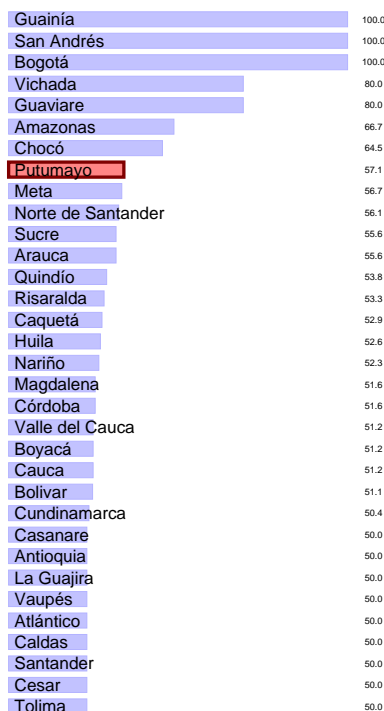 Guainía 100.0
San Andrés 100.0
Bogotá 100.0
Vichada 80.0
Guaviare 80.0
Amazonas 66.7
Chocó 64.5
Putumayo 57.1
Meta 56.7
Norte de Santander 56.1
Sucre 55.6
Arauca 55.6
Quindío 53.8
Risaralda 53.3
Caquetá 52.9
Huila 52.6
Nariño 52.3
Magdalena 51.6
Córdoba 51.6
Valle del Cauca 51.2
Boyacá 51.2
Cauca 51.2
Bolivar 51.1
Cundinamarca 50.4
Casanare 50.0
Antioquia 50.0
La Guajira 50.0
Vaupés 50.0
Atlántico 50.0
Caldas 50.0
Santander 50.0
Cesar 50.0
Tolima 50.0